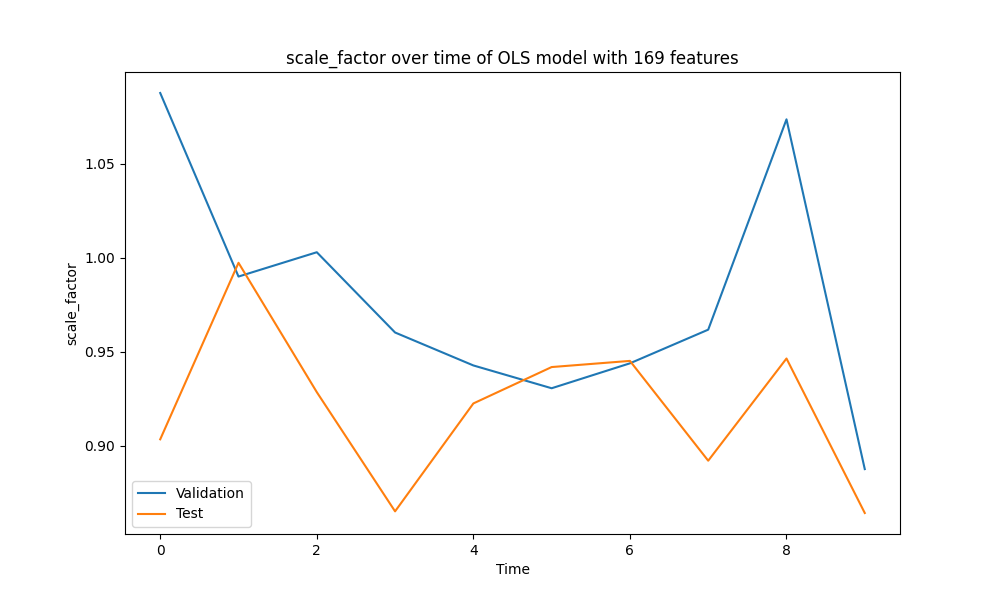 scale_factor over time of OLS model with 169 features
scale_factor
1.05
1.00
0.95
0.90
Validation
Test
0 2 4 6 8
Time